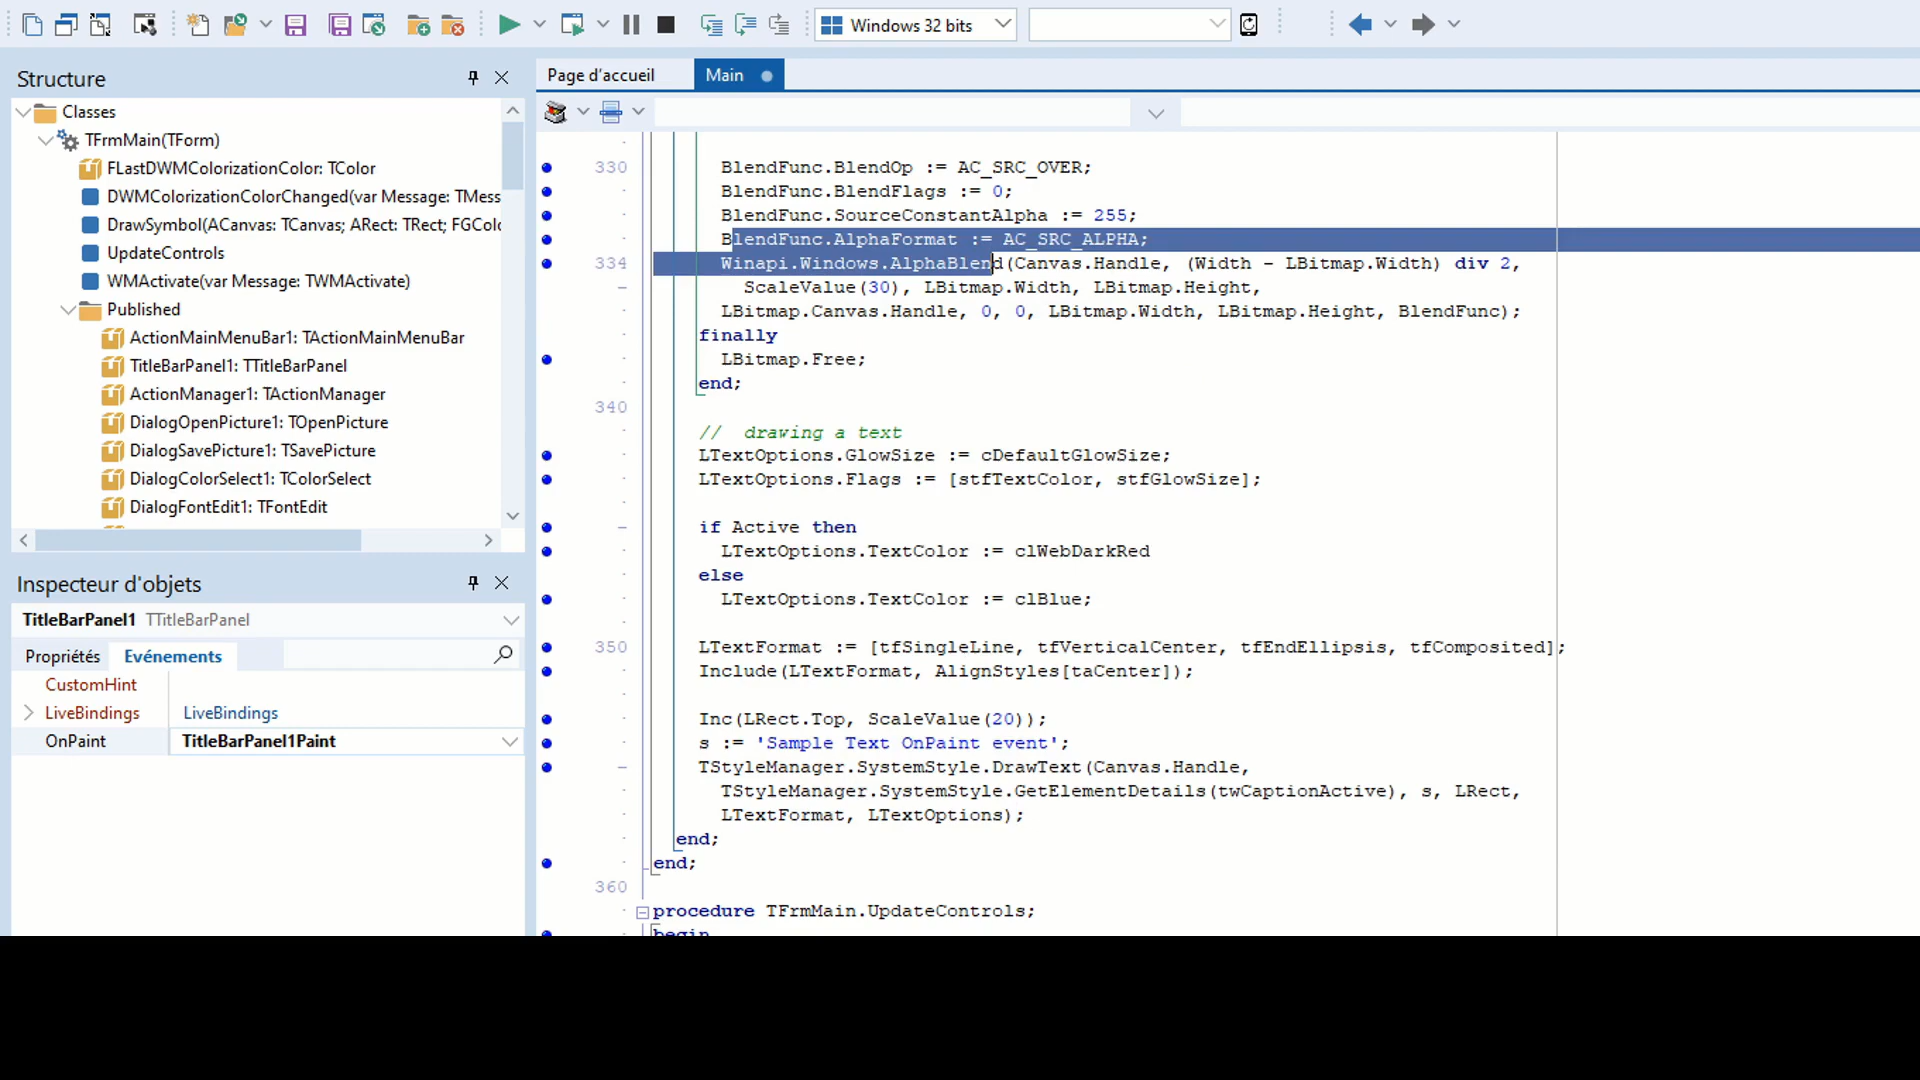 Windows 32 bits
Structure
Classes
TFrmMain(TForm)
FLastDWMColorizationColor: TColor
DWMColorizationColorChanged(var Message: TMess
DrawSymbol(ACanvas: TCanvas; ARect: TRect; FGColo
UpdateControls
WMActivate(var Message: TWMActivate)
Published
ActionMainMenuBar1: TActionMainMenuBar
TitleBarPanel1: TTitleBarPanel
ActionManager1: TActionManager
DialogOpenPicture1: TOpenPicture
DialogSavePicture1: TSavePicture
DialogColorSelect1: TColorSelect
DialogFontEdit1: TFontEdit
Inspecteur d'objets
TitleBarPanel1 TTitleBarPanel
Propriétés Evénements
CustomHint
LiveBindings LiveBindings
OnPaint TitleBarPanel1Paint
Page d'accueil Main
330 BlendFunc.BlendOp := AC_SRC_OVER;
BlendFunc.BlendFlags := 0;
BlendFunc.SourceConstantAlpha := 255;
BlendFunc.AlphaFormat := AC_SRC_ALPHA;
334 Winapi.Windows.AlphaBlend(Canvas.Handle, (Width - LBitmap.Width) div 2,
ScaleValue(30), LBitmap.Width, LBitmap.Height,
LBitmap.Canvas.Handle, 0, 0, LBitmap.Width, LBitmap.Height, BlendFunc);
finally
LBitmap.Free;
end;
340
// drawing a text
LTextOptions.GlowSize := cDefaultGlowSize;
LTextOptions.Flags := [stfTextColor, stfGlowSize];
if Active then
LTextOptions.TextColor := clWebDarkRed
else
LTextOptions.TextColor := clBlue;
350 LTextFormat := [tfSingleLine, tfVerticalCenter, tfEndEllipsis, tfComposited];
Include(LTextFormat, AlignStyles[taCenter]);
Inc(LRect.Top, ScaleValue(20));
s := 'Sample Text OnPaint event';
TStyleManager.SystemStyle.DrawText(Canvas.Handle,
TStyleManager.SystemStyle.GetElementDetails(twCaptionActive), s, LRect,
LTextFormat, LTextOptions);
end;
end;
360
procedure TFrmMain.UpdateControls;
begin